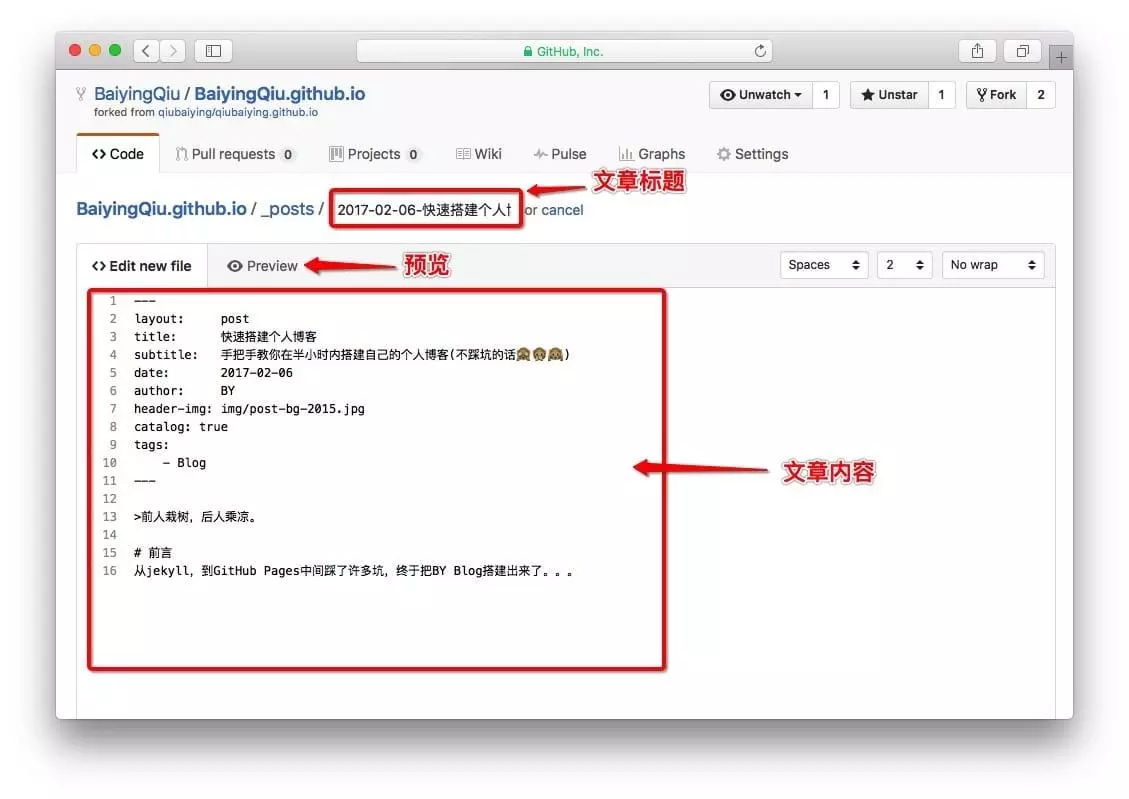 GitHub, Inc.
BaiyingQiu / BaiyingQiu.github.io
Unwatch 1 Unstar 1 Fork 2
forked from qiubaiying/qiubaiying.github.io
Code Pull requests 0 Projects 0 Wiki Pulse Graphs Settings
文章标题
BaiyingQiu.github.io / _posts / 2017-02-06-快速搭建个人 or cancel
Edit new file Preview 预览 Spaces 2 No wrap
1 ---
2 layout: post
3 title: 快速搭建个人博客
4 subtitle: 手把手教你在半小时内搭建自己的个人博客(不踩坑的话🙈🙊🙉)
5 date: 2017-02-06
6 author: BY
7 header-img: img/post-bg-2015.jpg
8 catalog: true
9 tags:
10 - Blog
11 ---
12
13 >前人栽树，后人乘凉。
14
15 # 前言
16 从jekyll，到GitHub Pages中间踩了许多坑，终于把BY Blog搭建出来了。。。
文章内容